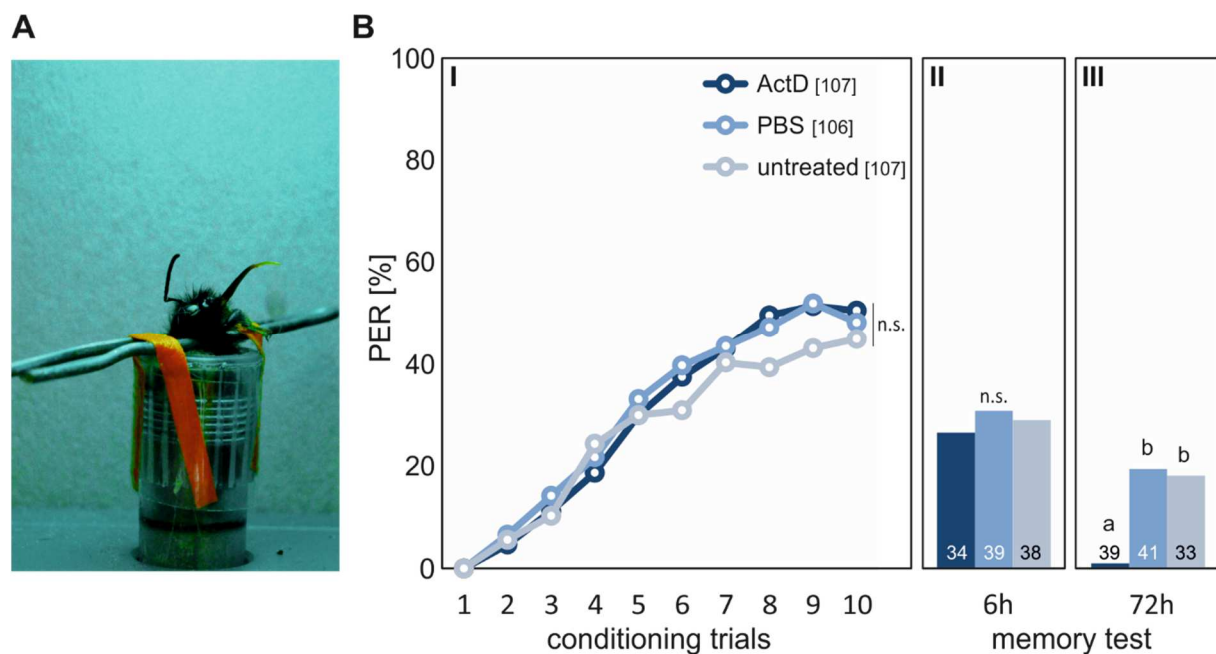 A
B
I
ActD [107]
PBS [106]
untreated [107]
100
80
60
40
20
0
PER [%]
n.s.
1 2 3 4 5 6 7 8 9 10
conditioning trials
II
n.s.
34 39 38
6h
III
a b b
39 41 33
72h
memory test